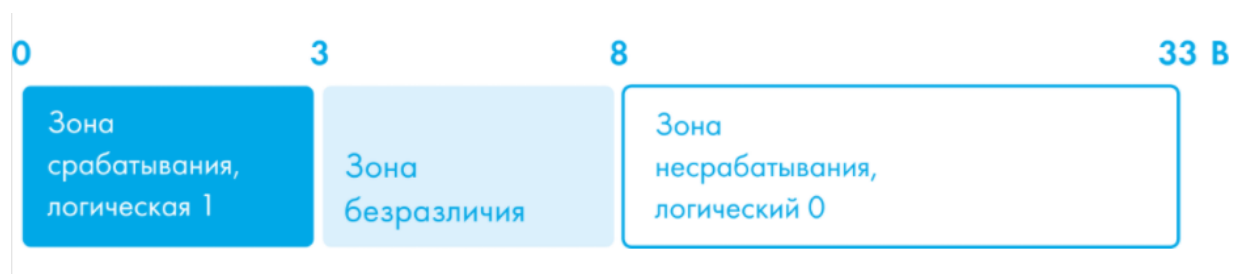 0 3 8 33 В
Зона
срабатывания,
логическая 1
Зона
безразличия
Зона
несрабатывания,
логический 0